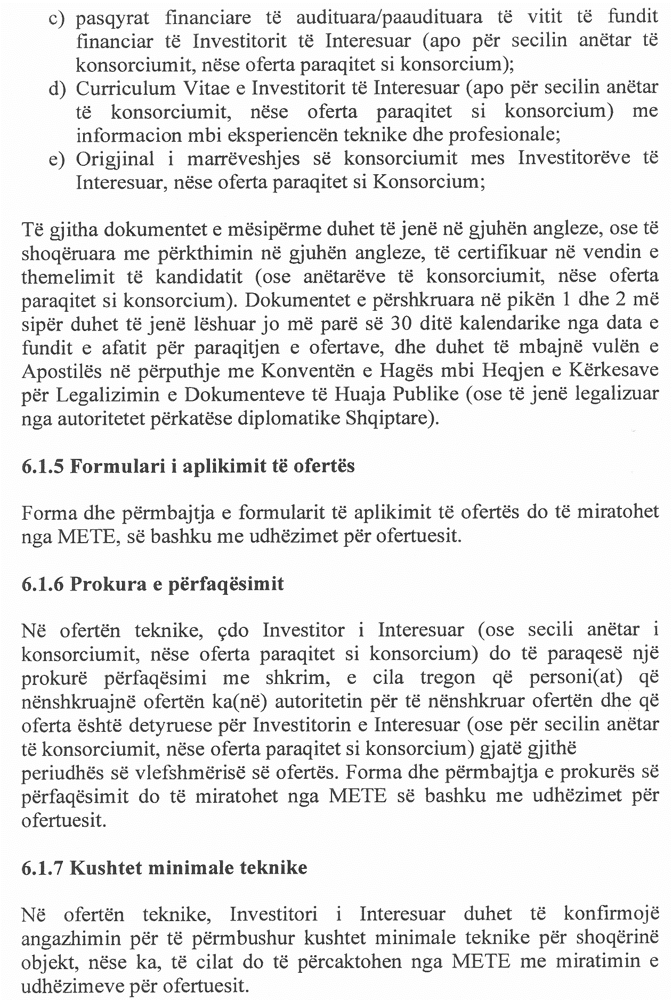 c) pasqyrat financiare të audituara/paaudituara të vitit të fundit
financiar të Investitorit të Interesuar (apo për secilin anëtar të
konsorciumit, nëse oferta paraqitet si konsorcium);
d) Curriculum Vitae e Investitorit të Interesuar (apo për secilin anëtar
të konsorciumit, nëse oferta paraqitet si konsorcium) me
informacion mbi eksperiencën teknike dhe profesionale;
e) Origjinal i marrëveshjes së konsorciumit mes Investitorëve të
Interesuar, nëse oferta paraqitet si Konsorcium;
Të gjitha dokumentet e mësipërme duhet të jenë në gjuhën angleze, ose të
shoqëruara me përkthimin në gjuhën angleze, të certifikuar në vendin e
themelimit të kandidatit (ose anëtarëve të konsorciumit, nëse oferta
paraqitet si konsorcium). Dokumentet e përshkruara në pikën 1 dhe 2 më
sipër duhet të jenë lëshuar jo më parë së 30 ditë kalendarike nga data e
fundit e afatit për paraqitjen e ofertave, dhe duhet të mbajnë vulën e
Apostilës në përputhje me Konventën e Hagës mbi Heqjen e Kërkesave
për Legalizimin e Dokumenteve të Huaja Publike (ose të jenë legalizuar
nga autoritetet përkatëse diplomatike Shqiptare).
6.1.5 Formulari i aplikimit të ofertës
Forma dhe përmbajtja e formularit të aplikimit të ofertës do të miratohet
nga METE, së bashku me udhëzimet për ofertuesit.
6.1.6 Prokura e përfaqësimit
Në ofertën teknike, çdo Investitor i Interesuar (ose secili anëtar i
konsorciumit, nëse oferta paraqitet si konsorcium) do të paraqesë një
prokurë përfaqësimi me shkrim, e cila tregon që personi(at) që
nënshkruajnë ofertën ka(në) autoritetin për të nënshkruar ofertën dhe që
oferta është detyruese për Investitorin e Interesuar (ose për secilin anëtar
të konsorciumit, nëse oferta paraqitet si konsorcium) gjatë gjithë
periudhës së vlefshmërisë së ofertës. Forma dhe përmbajtja e prokurës së
përfaqësimit do të miratohet nga METE së bashku me udhëzimet për
ofertuesit.
6.1.7 Kushtet minimale teknike
Në ofertën teknike, Investitori i Interesuar duhet të konfirmojë
angazhimin për të përmbushur kushtet minimale teknike për shoqërinë
objekt, nëse ka, të cilat do të përcaktohen nga METE me miratimin e
udhëzimeve për ofertuesit.